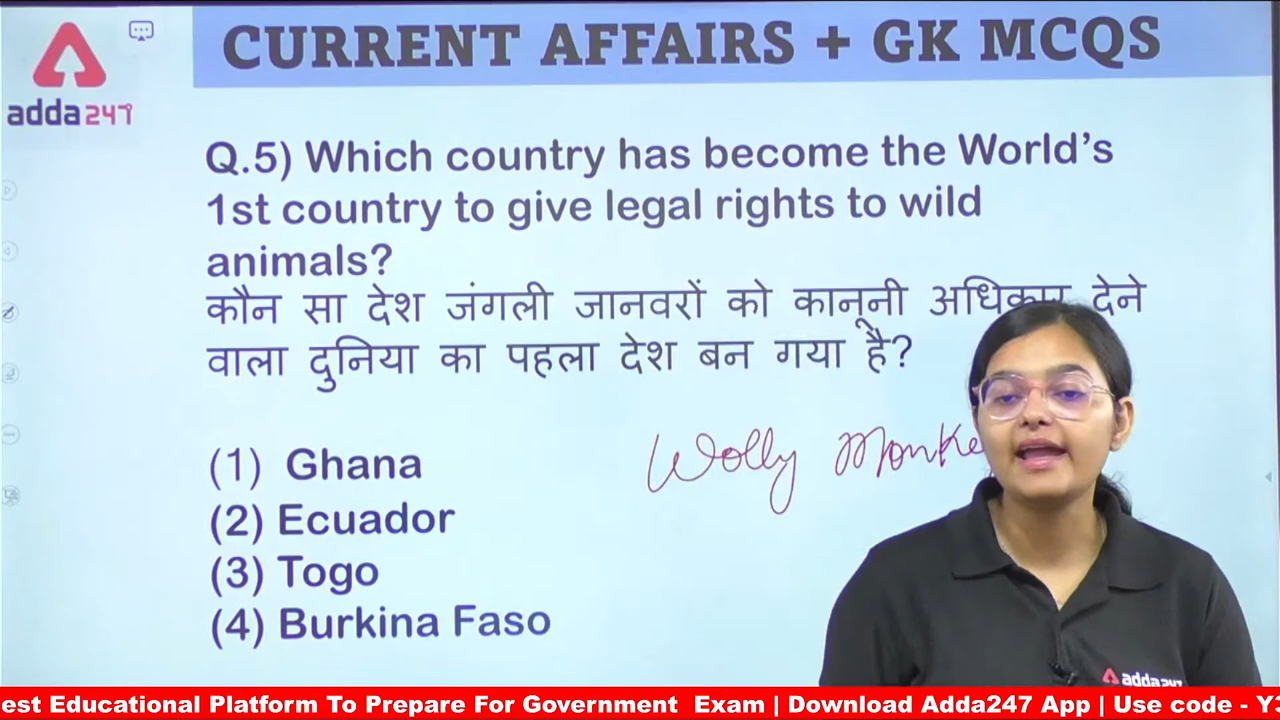 CURRENT AFFAIRS + GK MCQS
adda247
Q.5) Which country has become the World's
1st country to give legal rights to wild
animals?
कौन सा देश जंगली जानवरों को कानूनी अधिकार देने
वाला दुनिया का पहला देश बन गया है?
Wolly Monke
(1) Ghana
(2) Ecuador
(3) Togo
(4) Burkina Faso
adda247
est Educational Platform To Prepare For Government Exam | Download Adda247 App | Use code - Y